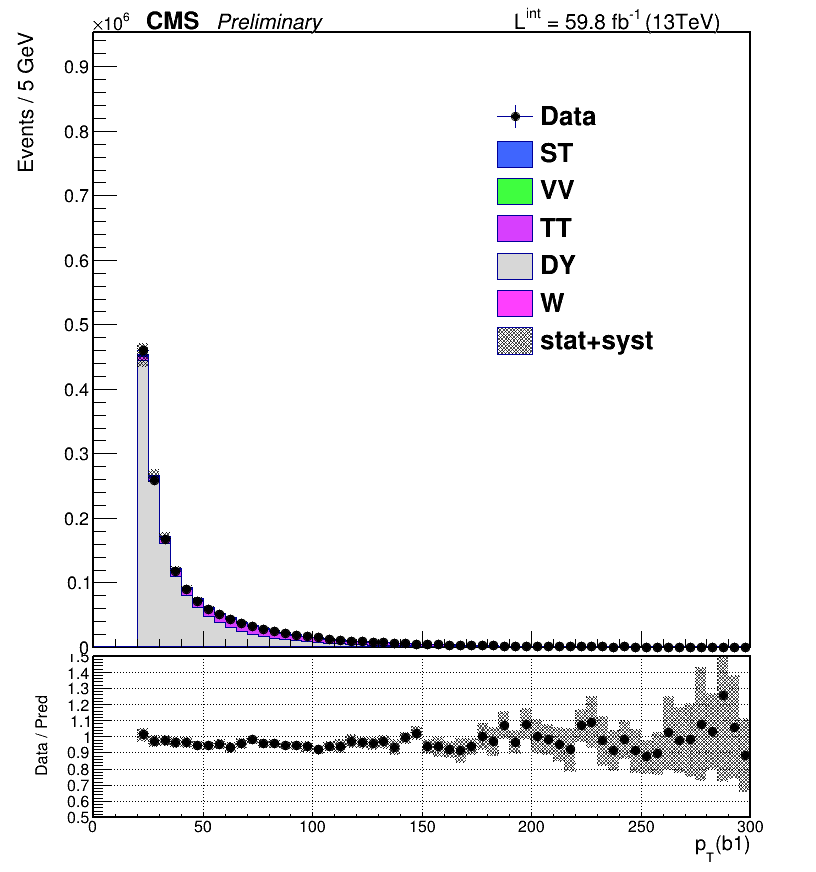 ×10⁶ CMS Preliminary L^int = 59.8 fb⁻¹ (13TeV)
Events / 5 GeV
0.9
0.8
0.7
0.6
0.5
0.4
0.3
0.2
0.1
0
Data
ST
VV
TT
DY
W
stat+syst
Data / Pred
1.5
1.4
1.3
1.2
1.1
1
0.9
0.8
0.7
0.6
0.5
0 50 100 150 200 250 300
p_T(b1)